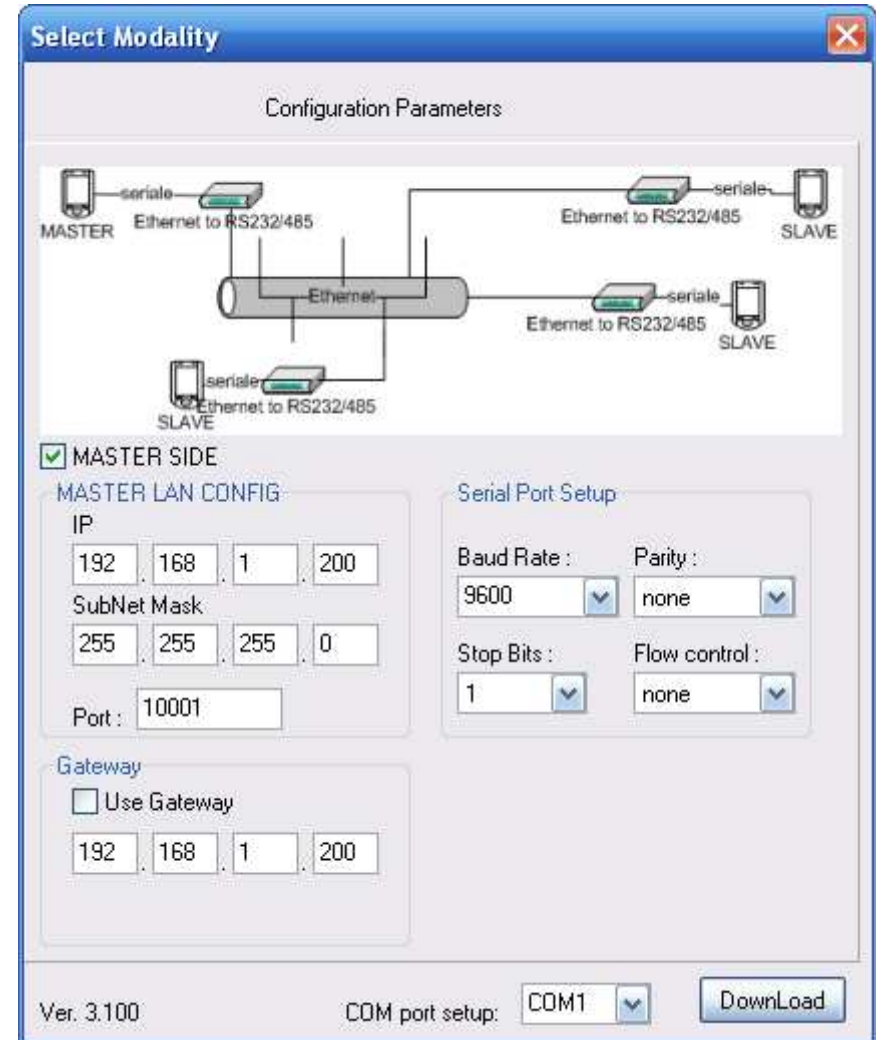 Select Modality
Configuration Parameters
seriale
seriale
MASTER
Ethernet to RS232/485
Ethernet to RS232/485
SLAVE
Ethernet
seriale
Ethernet to RS232/485
SLAVE
seriale
Ethernet to RS232/485
SLAVE
MASTER SIDE
MASTER LAN CONFIG
IP
192 . 168 . 1 . 200
SubNet Mask
255 . 255 . 255 . 0
Port : 10001
Serial Port Setup
Baud Rate : Parity :
9600 none
Stop Bits : Flow control :
1 none
Gateway
Use Gateway
192 . 168 . 1 . 200
Ver. 3.100
COM port setup: COM1
DownLoad